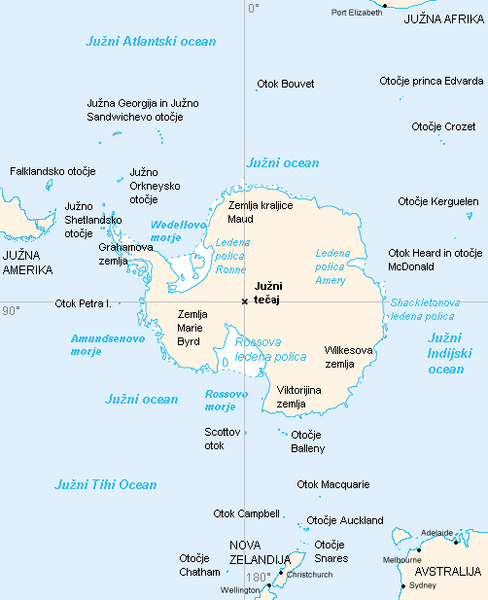 0°
Port Elizabeth
JUŽNA AFRIKA
Južni Atlantski ocean
Otok Bouvet
Otočje princa Edvarda
Južna Georgija in Južno
Sandwichevo otočje
Otočje Crozet
Južni ocean
Falklandsko otočje
Južno
Orkneysko
otočje
Južno
Shetlandsko
otočje
Zemlja kraljice
Maud
Otočje Kerguelen
Weddellovo
morje
Grahamova
zemlja
JUŽNA
AMERIKA
Ledena
polica
Ronne
Ledena
polica
Amery
Otok Heard in otočje
McDonald
Južni
tečaj
90°
Otok Petra I.
Shackletonova
ledena polica
Zemlja
Marie
Byrd
Amundsenovo
morje
Rossova
ledena polica
Wilkesova
zemlja
Južni
Indijski
ocean
Južni ocean
Rossovo
morje
Viktorijina
zemlja
Scottov
otok
Otočje
Balleny
Južni Tihi Ocean
Otok Macquarie
Otok Campbell
Otočje Auckland
Adelaide
NOVA
ZELANDIJA
Otočje
Snares
Otočje
Chatham
Melbourne
AVSTRALIJA
180°
Christchurch
Wellington
Sydney